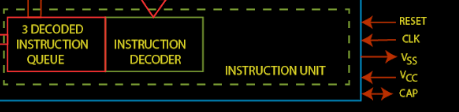 3 DECODED
INSTRUCTION
QUEUE
INSTRUCTION
DECODER
INSTRUCTION UNIT
RESET
CLK
VSS
VCC
CAP